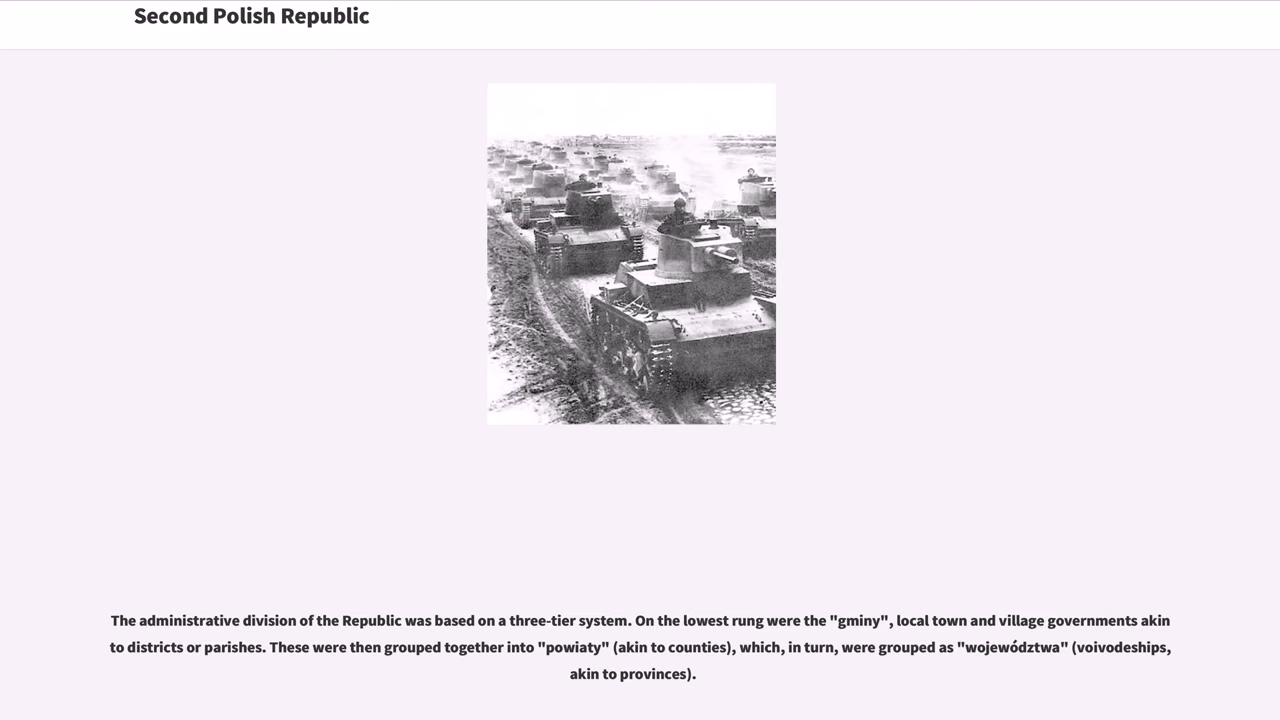 Second Polish Republic
The administrative division of the Republic was based on a three-tier system. On the lowest rung were the "gminy", local town and village governments akin
to districts or parishes. These were then grouped together into "powiaty" (akin to counties), which, in turn, were grouped as "województwa" (voivodeships,
akin to provinces).